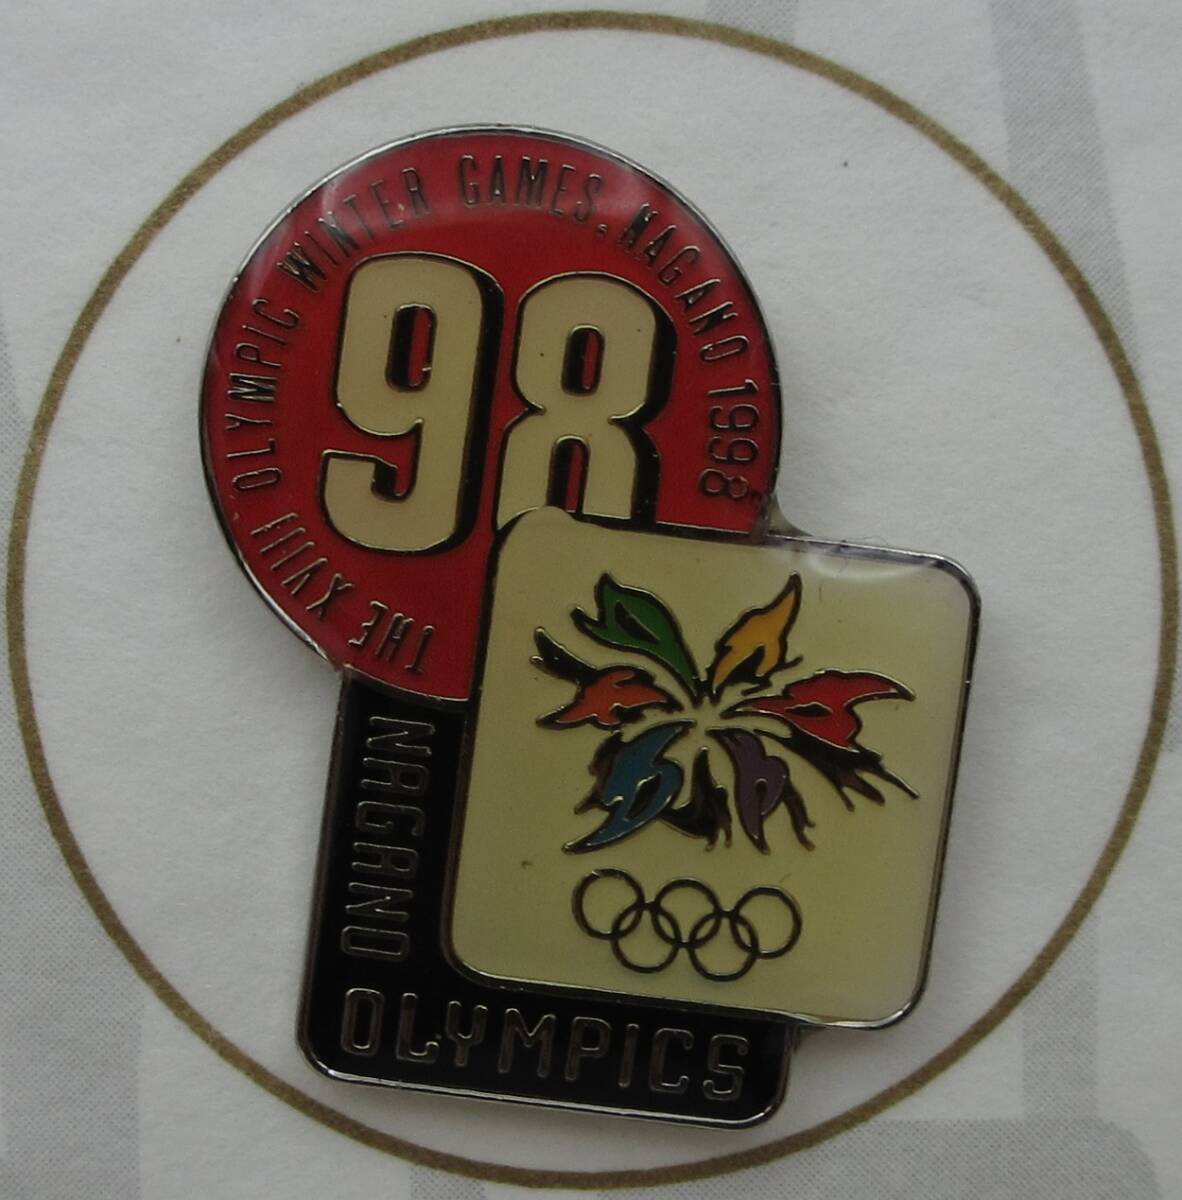 THE XVIII OLYMPIC WINTER GAMES. NAGANO 1998
98
NAGANO
OLYMPICS